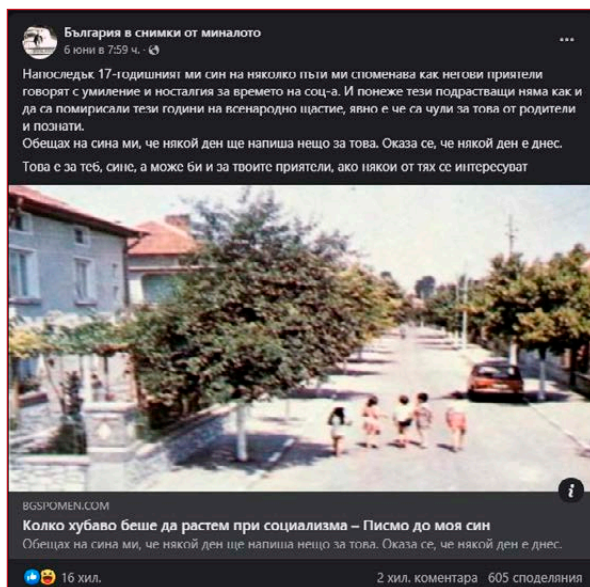 България в снимки от миналото
6 юни в 7:59 ч. ·
Напоследък 17-годишният ми син на няколко пъти ми споменава как негови приятели
говорят с умиление и носталгия за времето на соц-а. И понеже тези подрастващи няма как и
да са помирисали тези години на всенародно щастие, явно е че са чули за това от родители
и познати.
Обещах на сина ми, че някой ден ще напиша нещо за това. Оказа се, че някой ден е днес.
Това е за теб, сине, а може би и за твоите приятели, ако някои от тях се интересуват
BGSPOMEN.COM
Колко хубаво беше да растем при социализма – Писмо до моя син
Обещах на сина ми, че някой ден ще напиша нещо за това. Оказа се, че някой ден е днес.
16 хил.
2 хил. коментара 605 споделяния